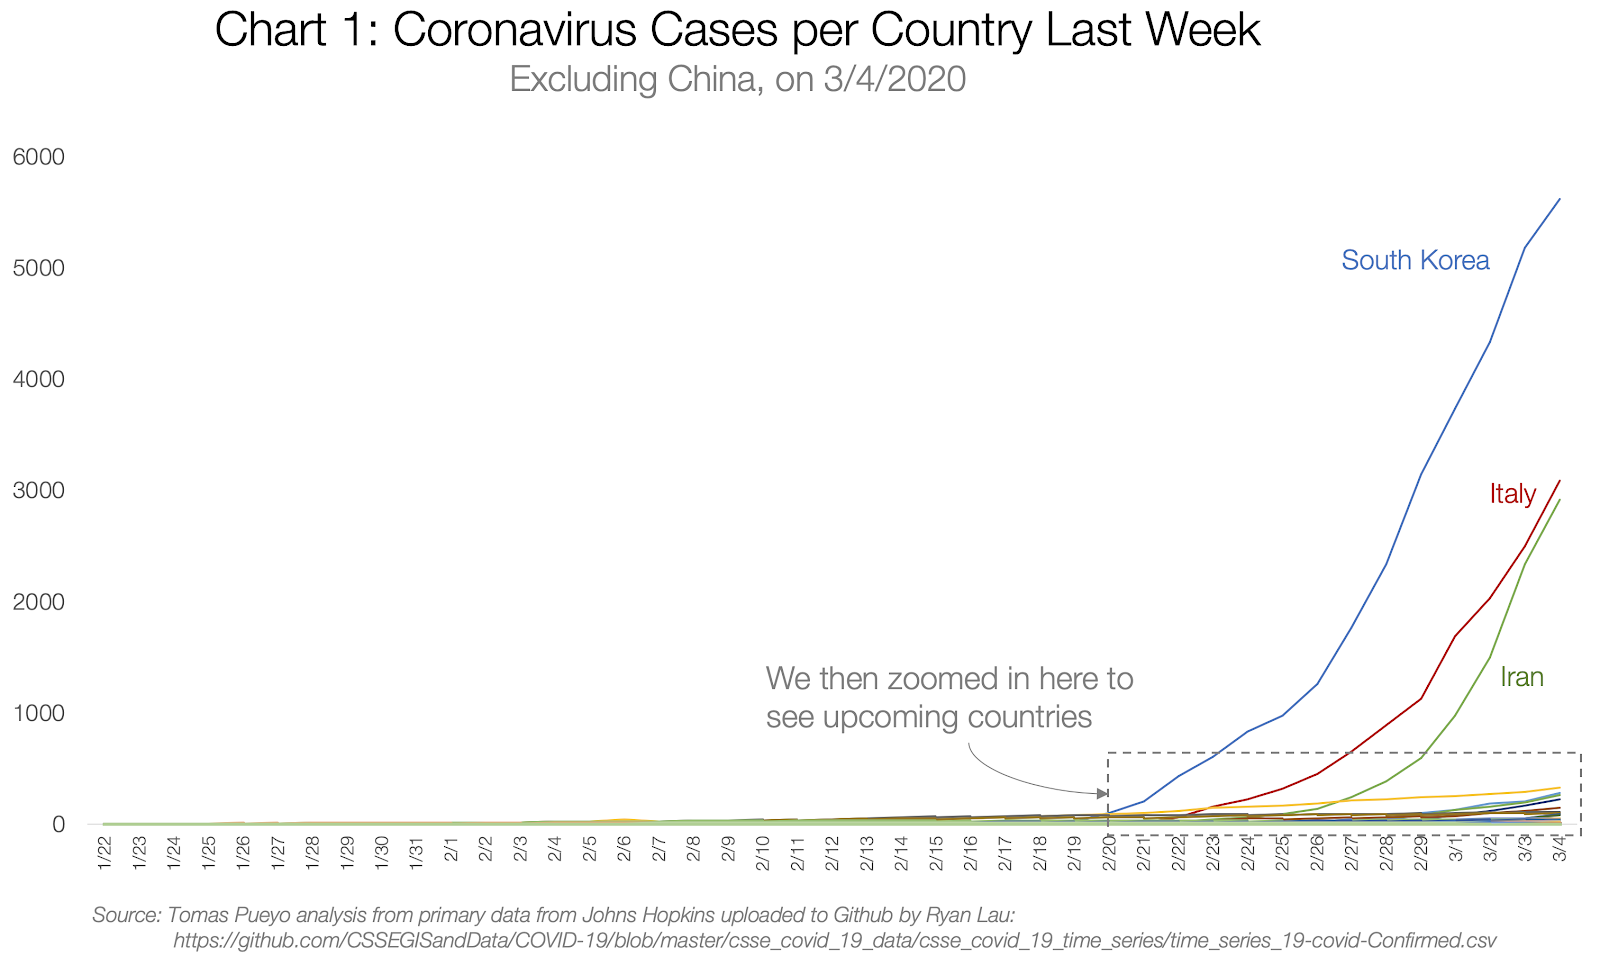 Chart 1: Coronavirus Cases per Country Last Week
Excluding China, on 3/4/2020
6000
5000
4000
3000
2000
1000
0
South Korea
Italy
Iran
We then zoomed in here to
see upcoming countries
1/22 1/23 1/24 1/25 1/26 1/27 1/28 1/29 1/30 1/31 2/1 2/2 2/3 2/4 2/5 2/6 2/7 2/8 2/9 2/10 2/11 2/12 2/13 2/14 2/15 2/16 2/17 2/18 2/19 2/20 2/21 2/22 2/23 2/24 2/25 2/26 2/27 2/28 2/29 3/1 3/2 3/3 3/4
Source: Tomas Pueyo analysis from primary data from Johns Hopkins uploaded to Github by Ryan Lau:
https://github.com/CSSEGISandData/COVID-19/blob/master/csse_covid_19_data/csse_covid_19_time_series/time_series_19-covid-Confirmed.csv